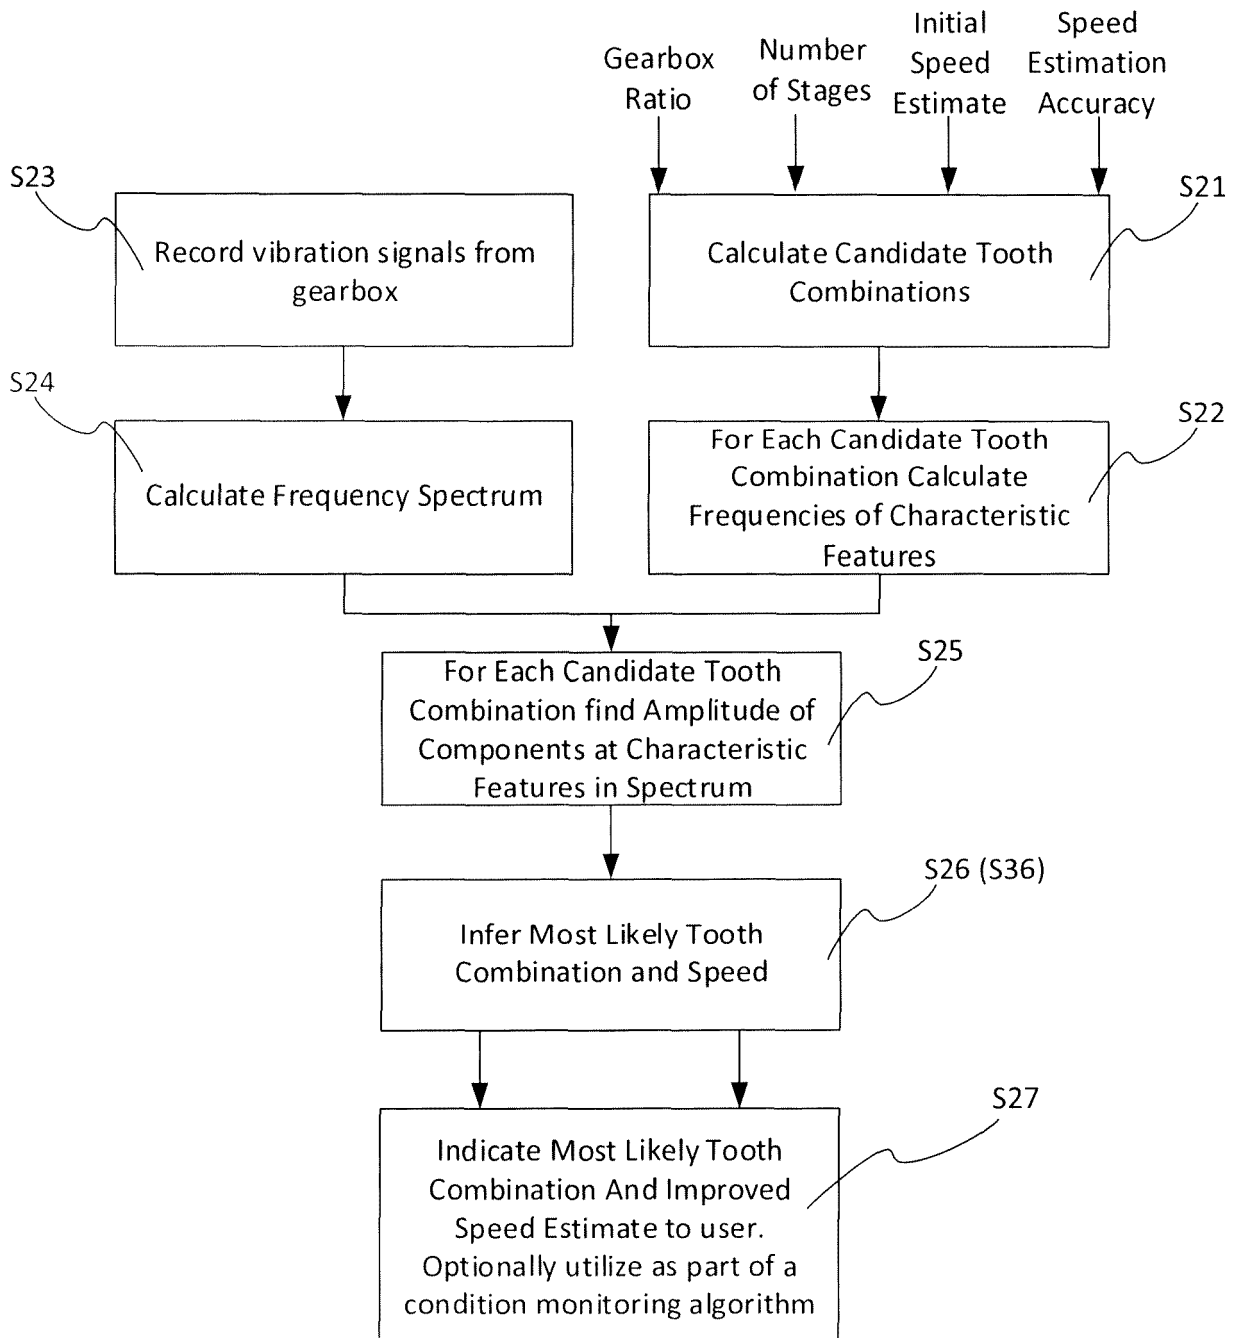 Gearbox
Ratio
Number
of Stages
Initial
Speed
Estimate
Speed
Estimation
Accuracy
S23
Record vibration signals from
gearbox
S21
Calculate Candidate Tooth
Combinations
S24
Calculate Frequency Spectrum
S22
For Each Candidate Tooth
Combination Calculate
Frequencies of Characteristic
Features
S25
For Each Candidate Tooth
Combination find Amplitude of
Components at Characteristic
Features in Spectrum
S26 (S36)
Infer Most Likely Tooth
Combination and Speed
S27
Indicate Most Likely Tooth
Combination And Improved
Speed Estimate to user.
Optionally utilize as part of a
condition monitoring algorithm